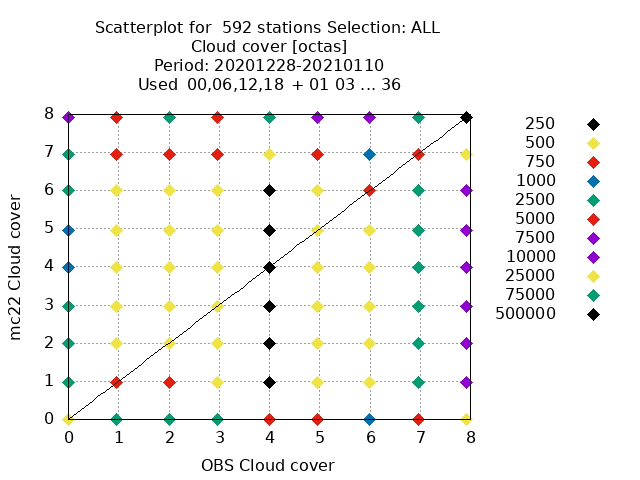 Scatterplot for  592 stations Selection: ALL
Cloud cover [octas]
Period: 20201228-20210110
Used  00,06,12,18  + 01 03 ... 36
8
7
6
5
4
3
2
1
0
mc22 Cloud cover
0 1 2 3 4 5 6 7 8
OBS Cloud cover
250
500
750
1000
2500
5000
7500
10000
25000
75000
500000